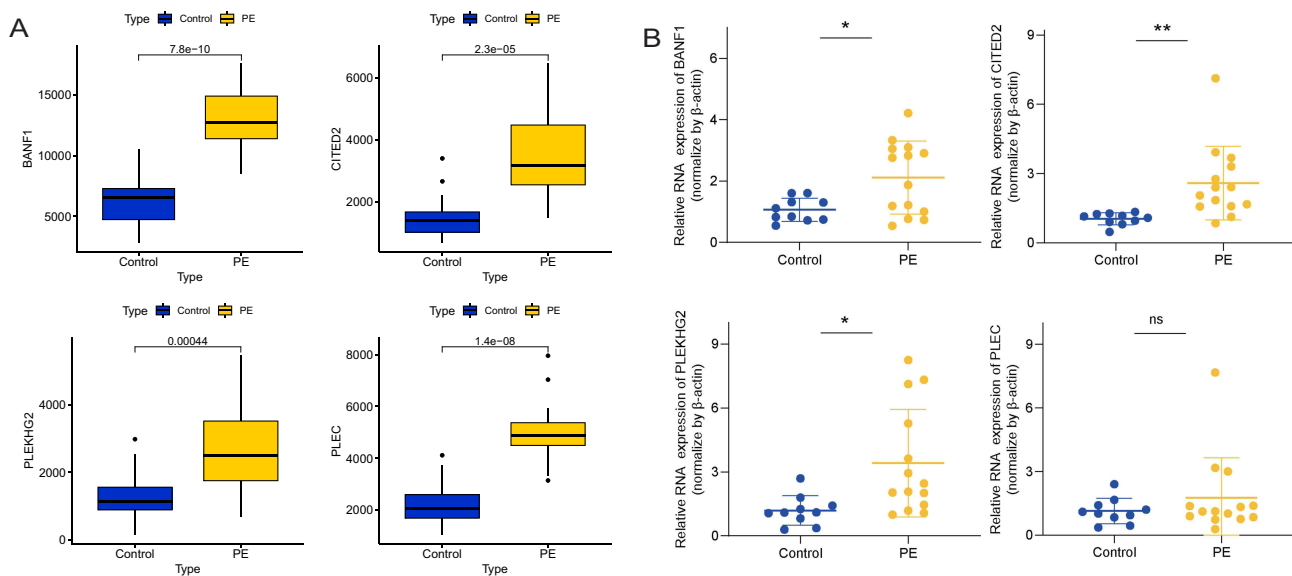 A
Type Control PE
7.8e−10
BANF1
15000
10000
5000
Control PE
Type
Type Control PE
2.3e−05
CITED2
6000
4000
2000
Control PE
Type
Type Control PE
0.00044
PLEKHG2
4000
2000
0
Control PE
Type
Type Control PE
1.4e−08
PLEC
8000
6000
4000
2000
Control PE
Type
B
Relative RNA expression of BANF1
(normalize by β-actin)
*
6
4
2
0
Control PE
Relative RNA expression of CITED2
(normalize by β-actin)
**
9
6
3
0
Control PE
Relative RNA expression of PLEKHG2
(normalize by β-actin)
*
9
6
3
0
Control PE
Relative RNA expression of PLEC
(normalize by β-actin)
ns
9
6
3
0
Control PE